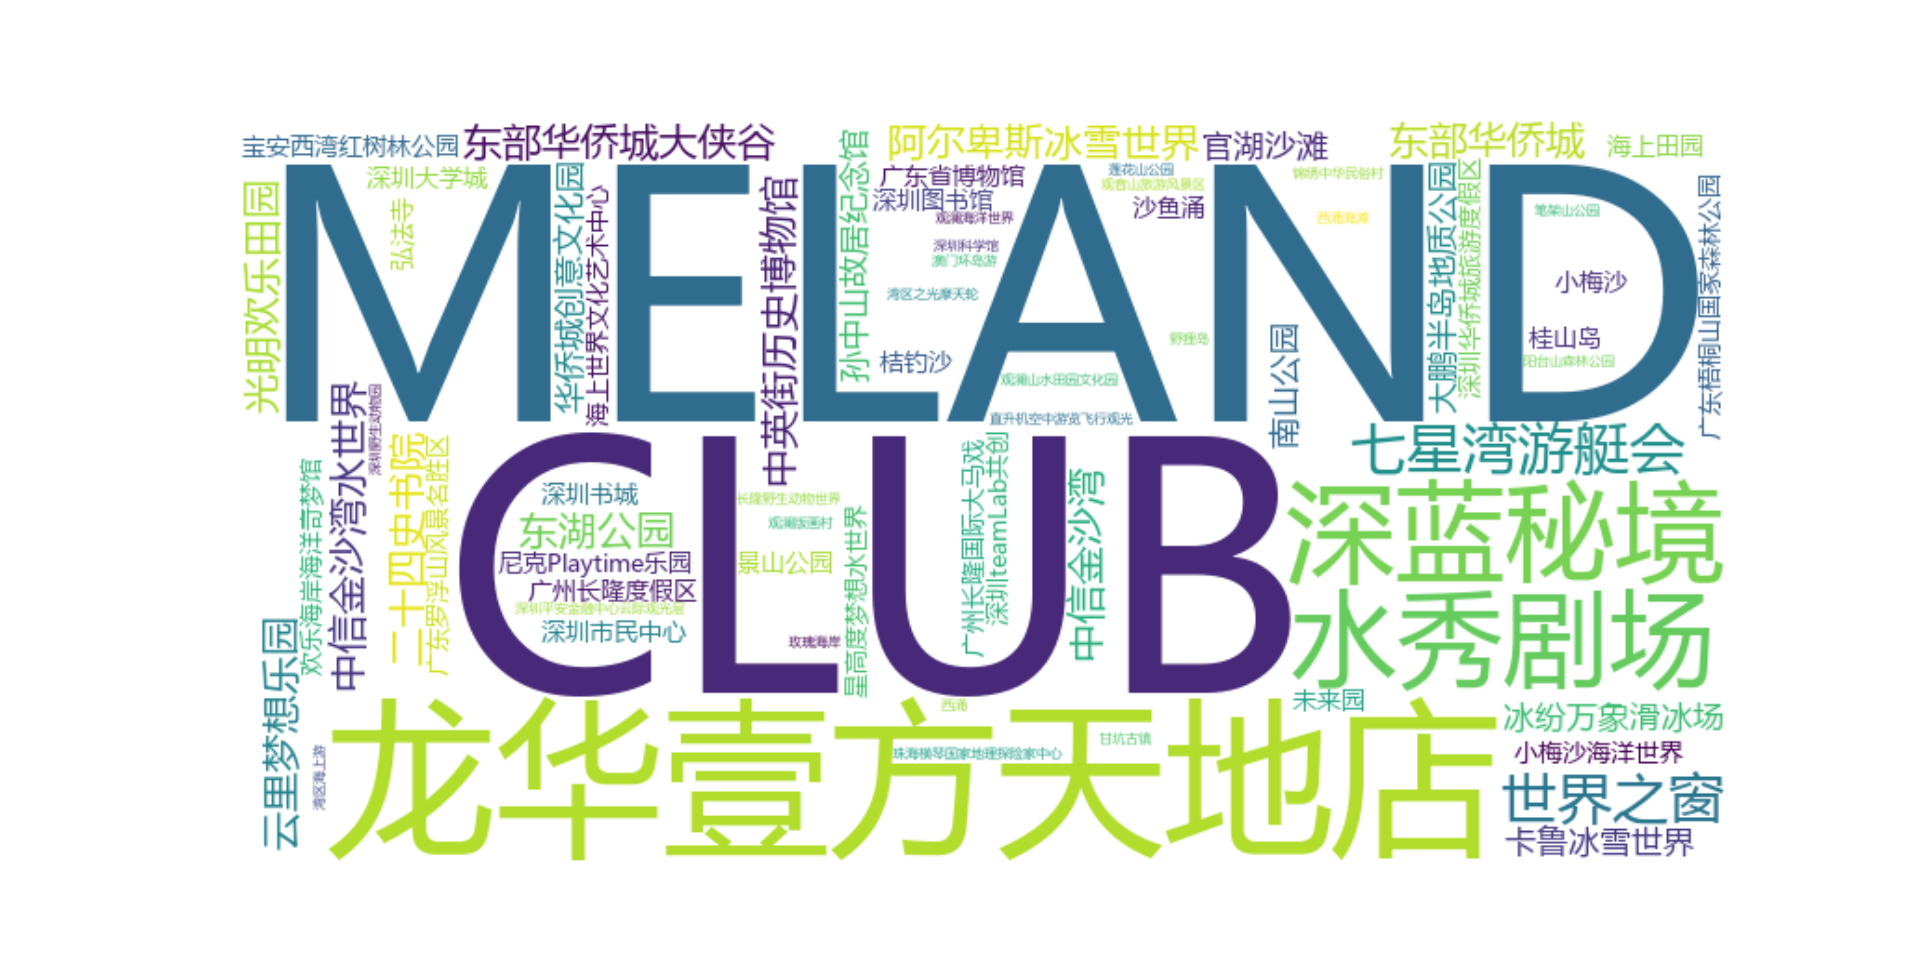 宝安西湾红树林公园
东部华侨城大侠谷
阿尔卑斯冰雪世界
官湖沙滩
东部华侨城
海上田园
MELAND
深圳大学城
弘法寺
光明欢乐田园
华侨城创意文化园
海上世界文化艺术中心
中英街历史博物馆
孙中山故居纪念馆
广东省博物馆
深圳图书馆
观澜海洋世界
深圳科学馆
澳门环岛游
湾区之光摩天轮
桔钓沙
莲花山公园
观音山旅游风景区
沙鱼涌
野狸岛
观澜山水田园文化园
直升机空中游览飞行观光
锦绣中华民俗村
西涌海滩
南山公园
大鹏半岛地质公园
深圳华侨城旅游度假区
笔架山公园
小梅沙
桂山岛
阳台山森林公园
广东梧桐山国家森林公园
CLUB
深圳野生动物园
中信金沙湾水世界
欢乐海岸海洋奇梦馆
二十四史书院
广东罗浮山风景名胜区
深圳书城
东湖公园
尼克Playtime乐园
广州长隆度假区
深圳平安金融中心云际观光层
深圳市民中心
长隆野生动物世界
观澜版画村
景山公园
玫瑰海岸
星高度梦想水世界
广州长隆国际大马戏
深圳teamLab共创
中信金沙湾
七星湾游艇会
深蓝秘境
水秀剧场
云里梦想乐园
湾区海上游
龙华壹方天地店
西涌
珠海横琴国家地理探险家中心
甘坑古镇
未来园
冰纷万象滑冰场
小梅沙海洋世界
世界之窗
卡鲁冰雪世界